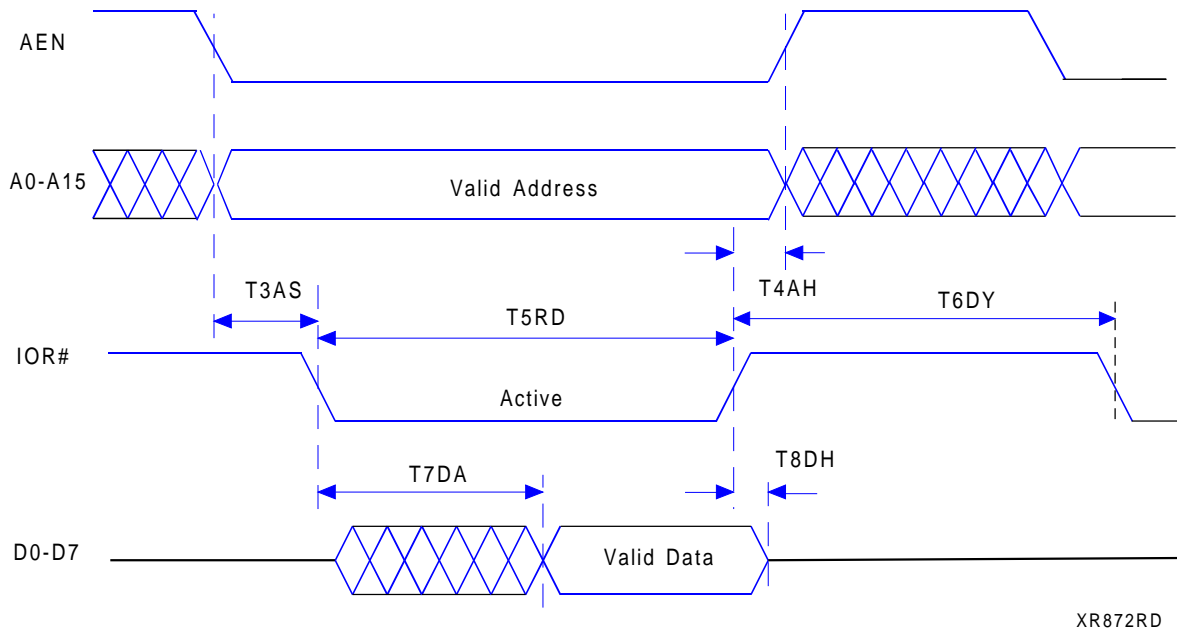 AEN
A0-A15
Valid Address
T3AS
T4AH
T5RD
T6DY
IOR#
Active
T7DA
T8DH
D0-D7
Valid Data
XR872RD